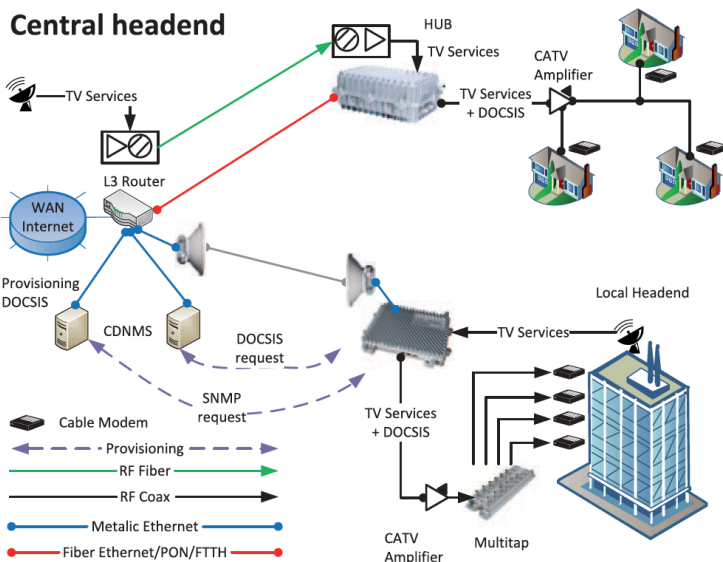 Central headend
HUB
TV Services
CATV
Amplifier
TV Services
TV Services
+ DOCSIS
L3 Router
WAN
Internet
Provisioning
DOCSIS
CDNMS
DOCSIS
request
SNMP
request
Local Headend
TV Services
TV Services
+ DOCSIS
Cable Modem
Provisioning
RF Fiber
RF Coax
Metalic Ethernet
Fiber Ethernet/PON/FTTH
CATV
Amplifier
Multitap